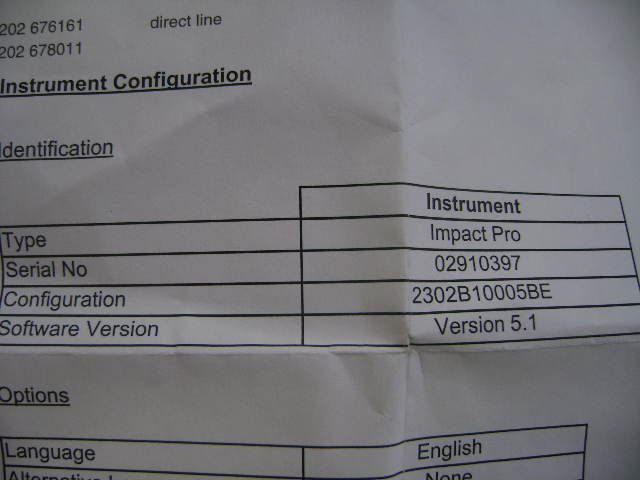 202 676161 direct line
202 678011
Instrument Configuration
Identification
Instrument
Type Impact Pro
Serial No 02910397
Configuration 2302B10005BE
Software Version Version 5.1
Options
Language English
None